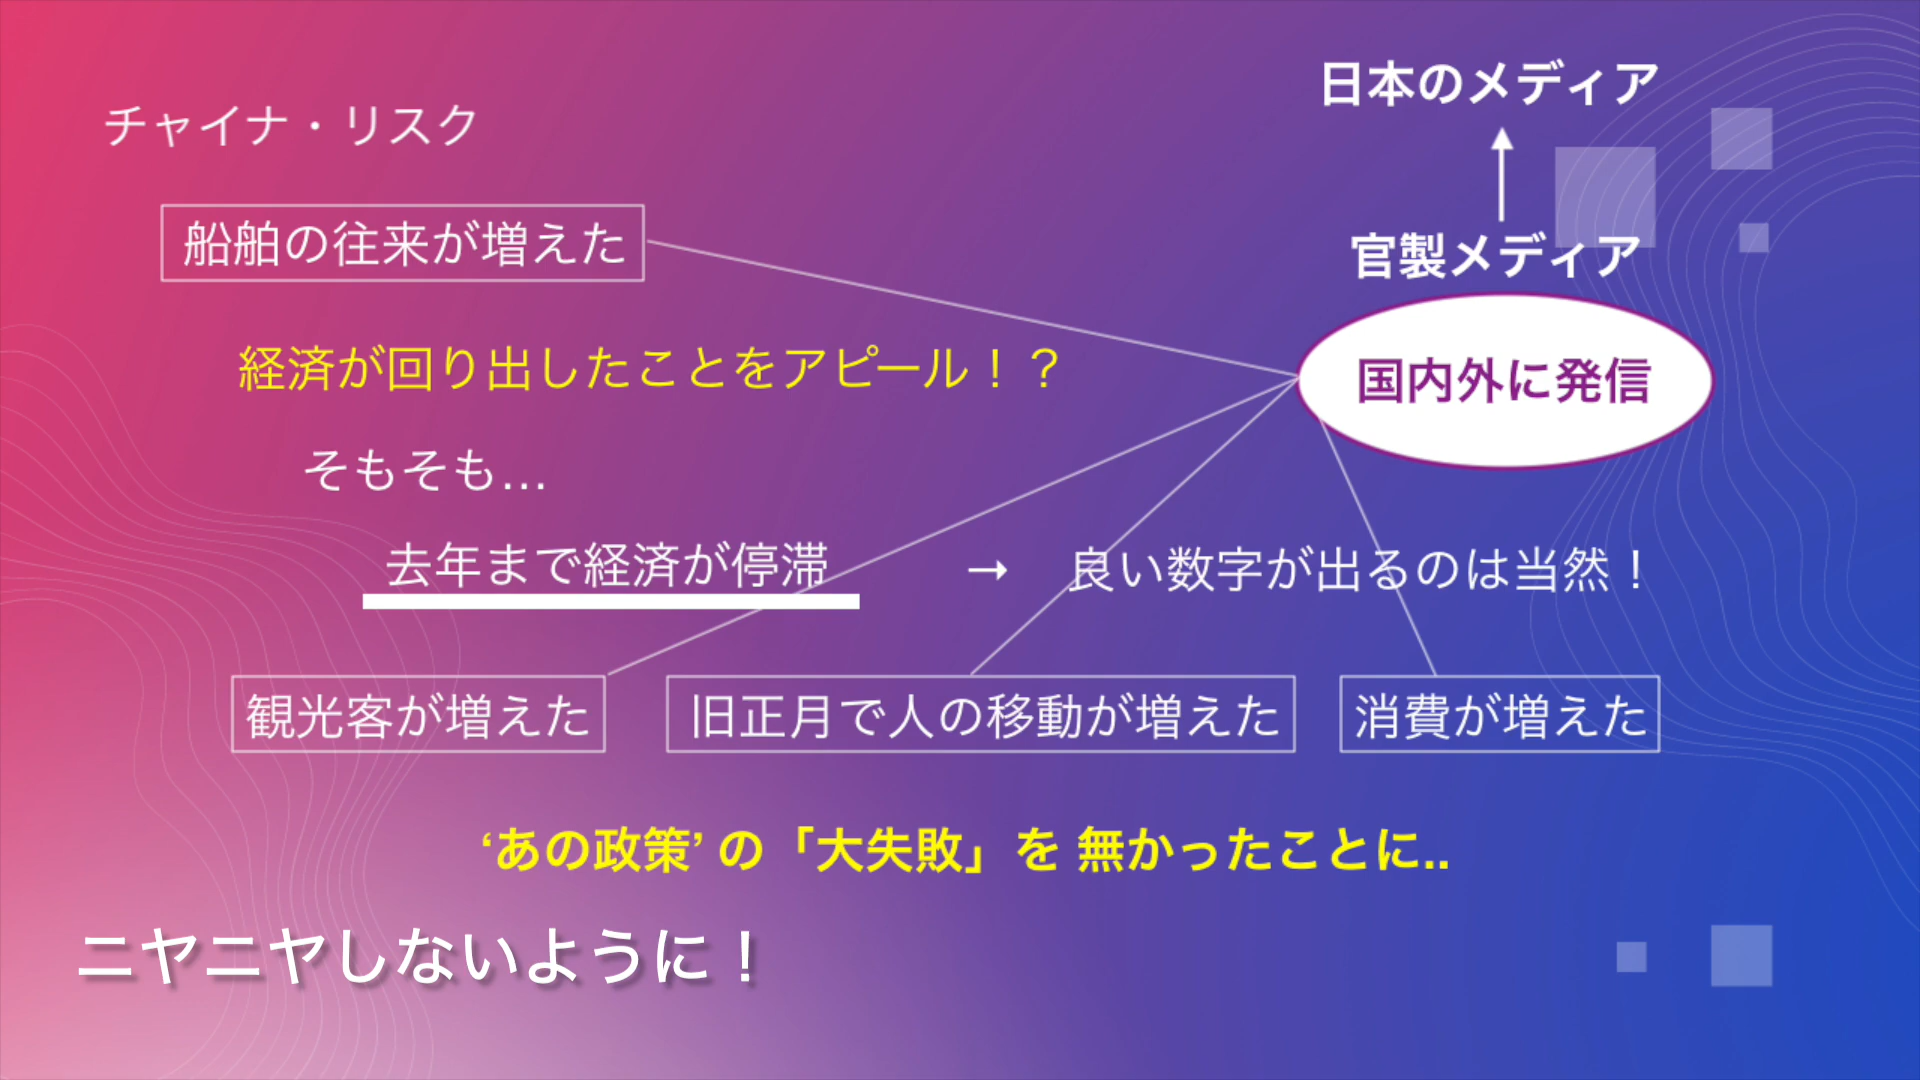 日本のメディア
チャイナ・リスク
船舶の往来が増えた
官製メディア
経済が回り出したことをアピール！？
国内外に発信
そもそも…
去年まで経済が停滞 → 良い数字が出るのは当然！
観光客が増えた
旧正月で人の移動が増えた
消費が増えた
‘あの政策’ の「大失敗」を 無かったことに..
ニヤニヤしないように！